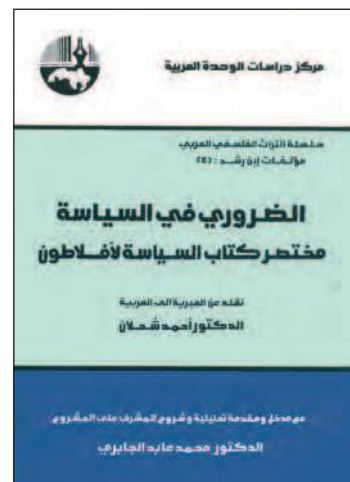 مركز دراسات الوحدة العربية
سلسلة التراث الفلسفي العربي
مؤلفات ابن رشد: (٤)
الضروري في السياسة
مختصر كتاب السياسة لأفلاطون
نقله عن العبرية الى العربية
الدكتور أحمد شحلان
مع مدخل ومقدمة تحليلية وشروح للمشرف على المشروع
الدكتور محمد عابد الجابري